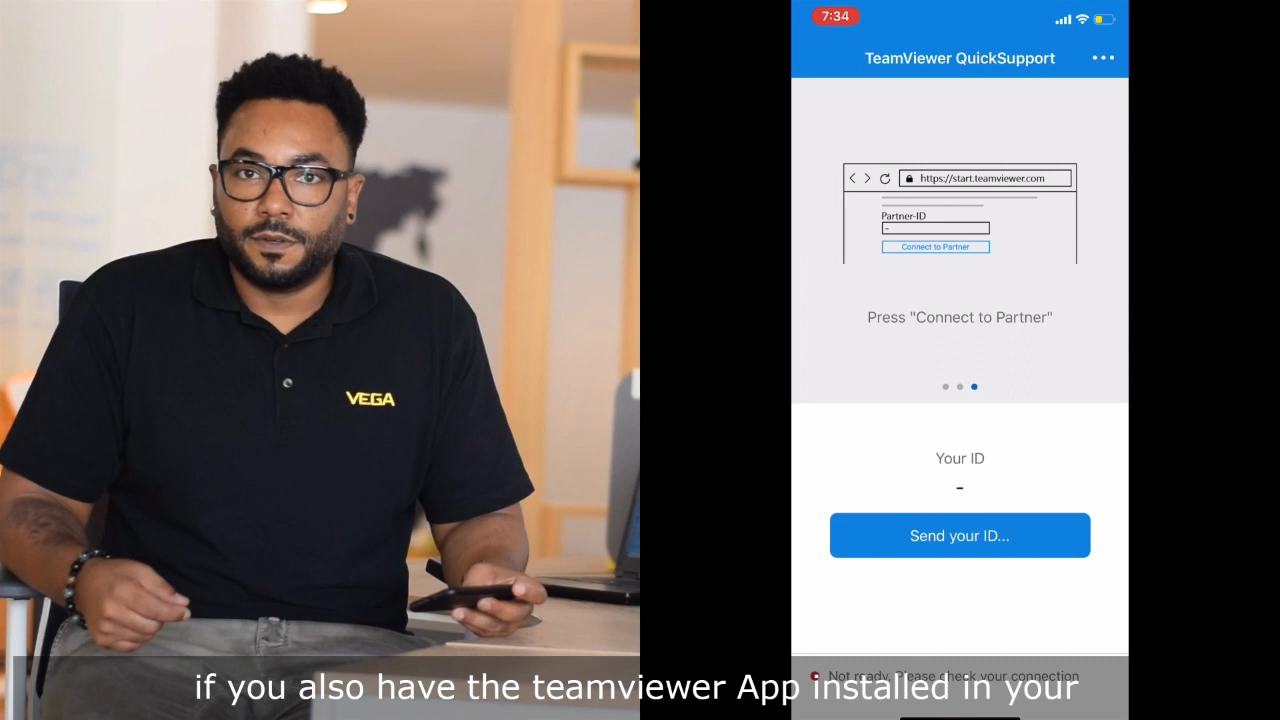 VEGA
7:34
TeamViewer QuickSupport
https://start.teamviewer.com
Partner-ID
-
Connect to Partner
Press "Connect to Partner"
Your ID
-
Send your ID...
Not ready. Please check your connection
if you also have the teamviewer App installed in your